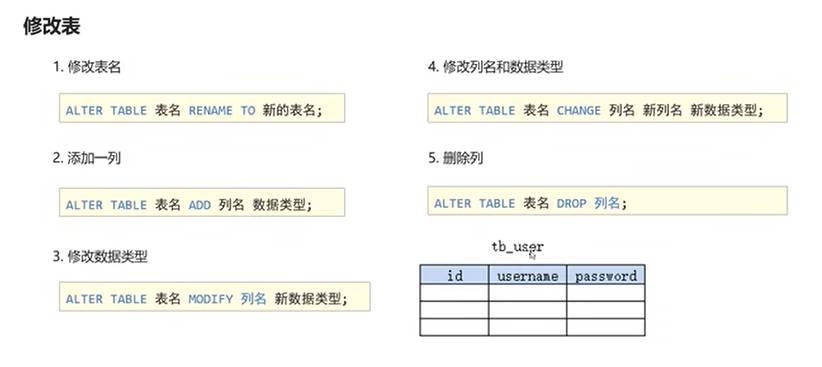 修改表
1. 修改表名
ALTER TABLE 表名 RENAME TO 新的表名;
2. 添加一列
ALTER TABLE 表名 ADD 列名 数据类型;
3. 修改数据类型
ALTER TABLE 表名 MODIFY 列名 新数据类型;
4. 修改列名和数据类型
ALTER TABLE 表名 CHANGE 列名 新列名 新数据类型;
5. 删除列
ALTER TABLE 表名 DROP 列名;
tb_user
id username password